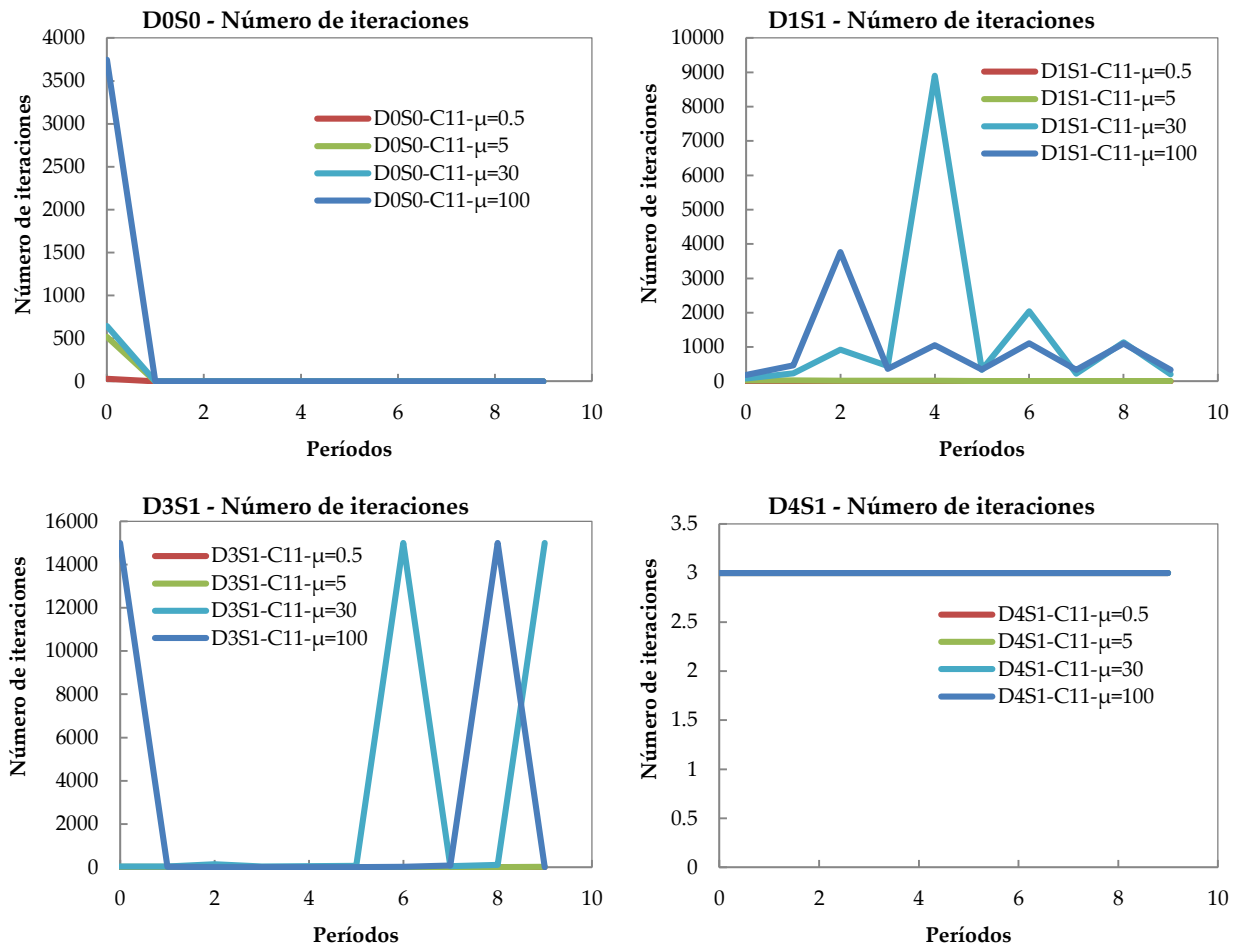 D0S0 - Número de iteraciones
4000
3500
3000
2500
2000
1500
1000
500
0
Número de iteraciones
D0S0-C11-μ=0.5
D0S0-C11-μ=5
D0S0-C11-μ=30
D0S0-C11-μ=100
0 2 4 6 8 10
Períodos
D1S1 - Número de iteraciones
10000
9000
8000
7000
6000
5000
4000
3000
2000
1000
0
Número de iteraciones
D1S1-C11-μ=0.5
D1S1-C11-μ=5
D1S1-C11-μ=30
D1S1-C11-μ=100
0 2 4 6 8 10
Períodos
D3S1 - Número de iteraciones
16000
14000
12000
10000
8000
6000
4000
2000
0
Número de iteraciones
D3S1-C11-μ=0.5
D3S1-C11-μ=5
D3S1-C11-μ=30
D3S1-C11-μ=100
0 2 4 6 8 10
Períodos
D4S1 - Número de iteraciones
3.5
3
2.5
2
1.5
1
0.5
0
Número de iteraciones
D4S1-C11-μ=0.5
D4S1-C11-μ=5
D4S1-C11-μ=30
D4S1-C11-μ=100
0 2 4 6 8 10
Períodos